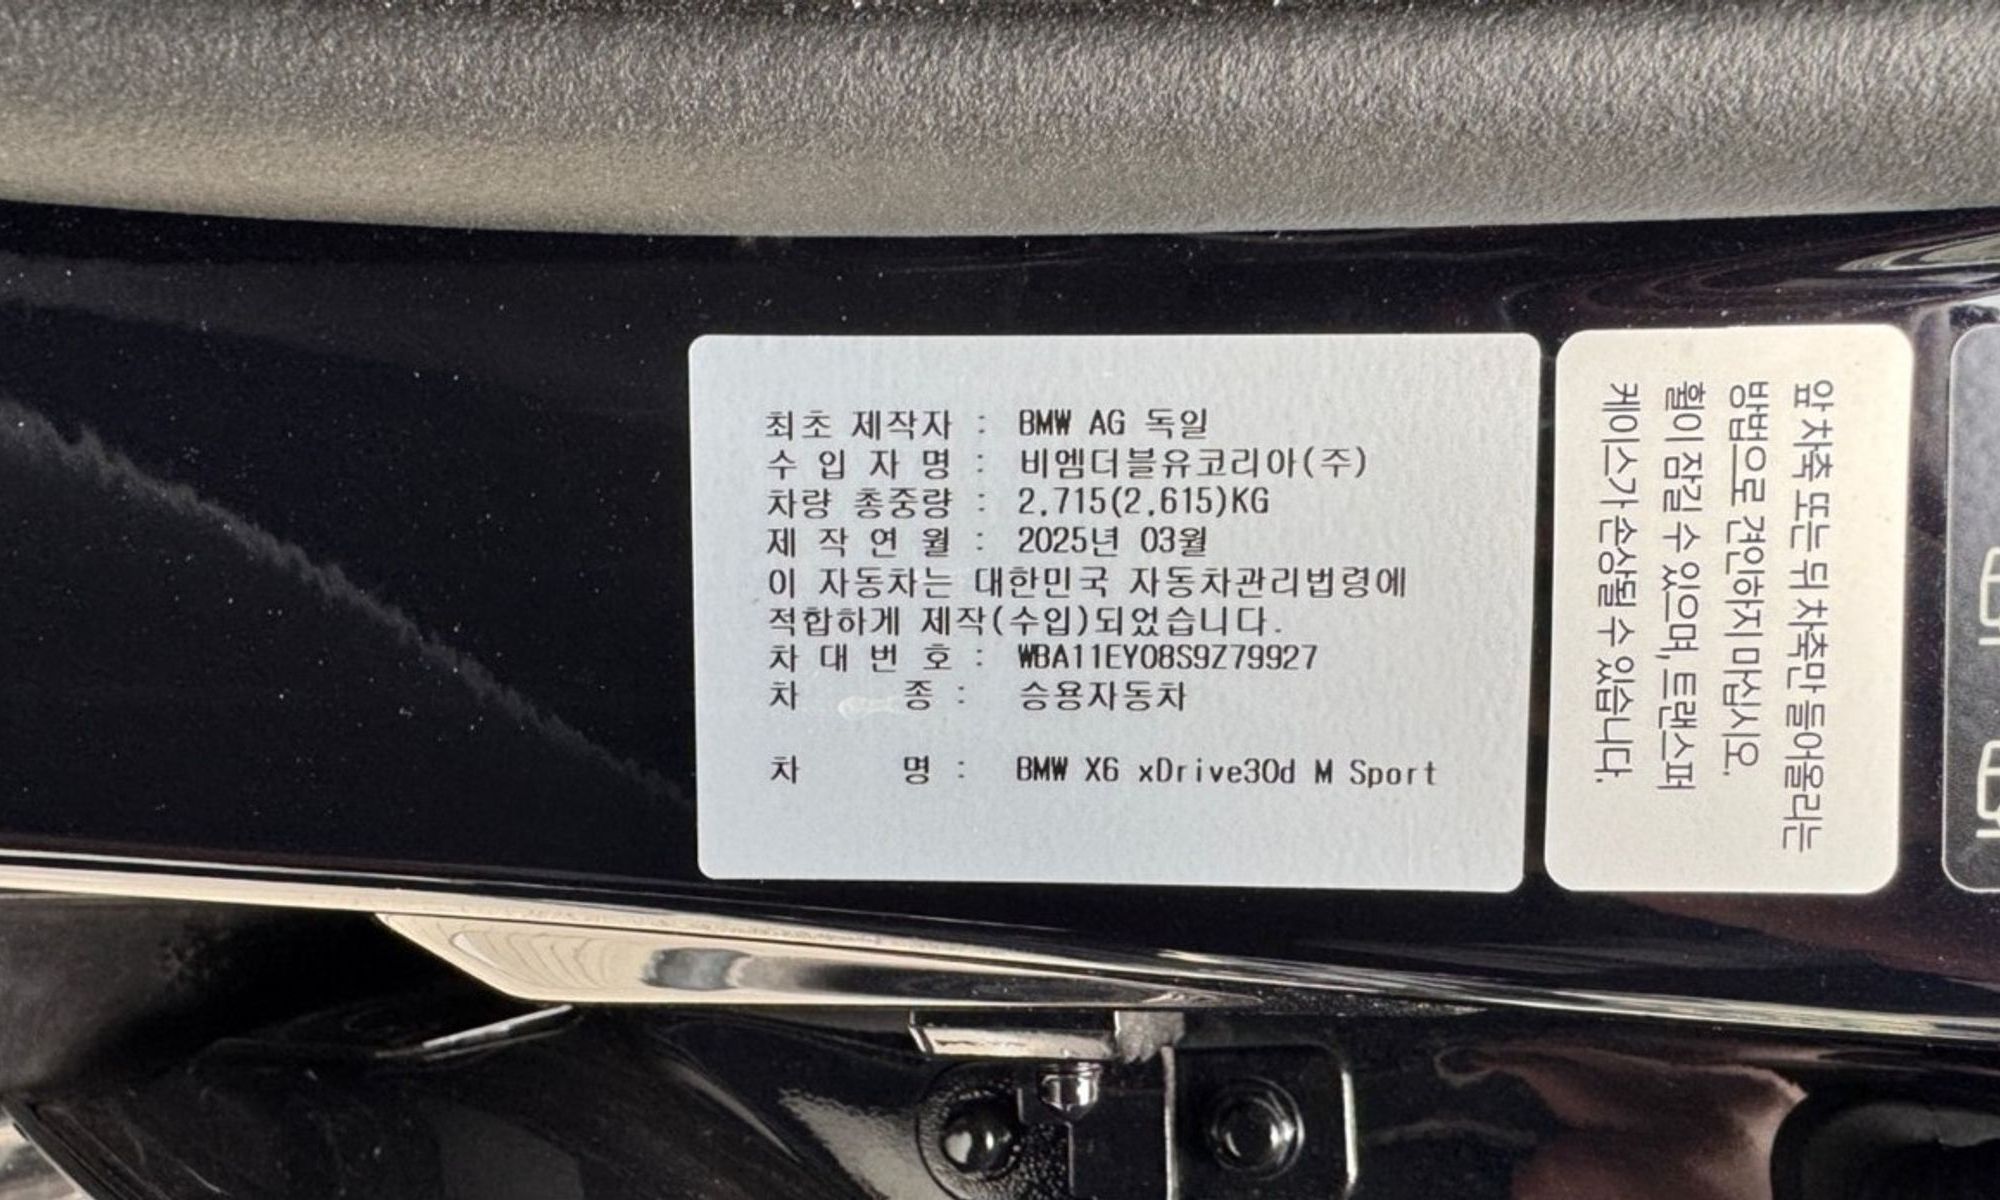 최초 제작자 : BMW AG 독일
수 입 자 명 : 비엠더블유코리아(주)
차량 총중량 : 2,715(2,615)KG
제 작 연 월 : 2025년 03월
이 자동차는 대한민국 자동차관리법령에
적합하게 제작(수입)되었습니다.
차 대 번 호 : WBA11EY08S9Z79927
차 종 : 승용자동차
차 명 : BMW X6 xDrive30d M Sport
앞 차축 또는 뒤 차축만 들어올리는
방법으로 견인하지 마십시오.
휠이 잠길 수 있으며, 트랜스퍼
케이스가 손상될 수 있습니다.